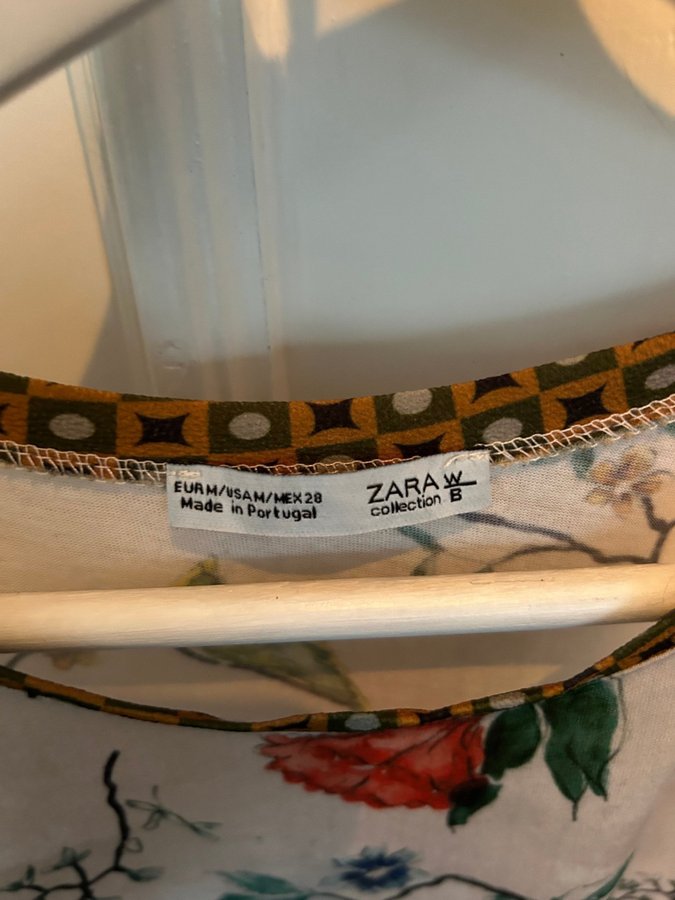 EUR M/USA M/MEX 28
Made in Portugal
ZARA W
collection B